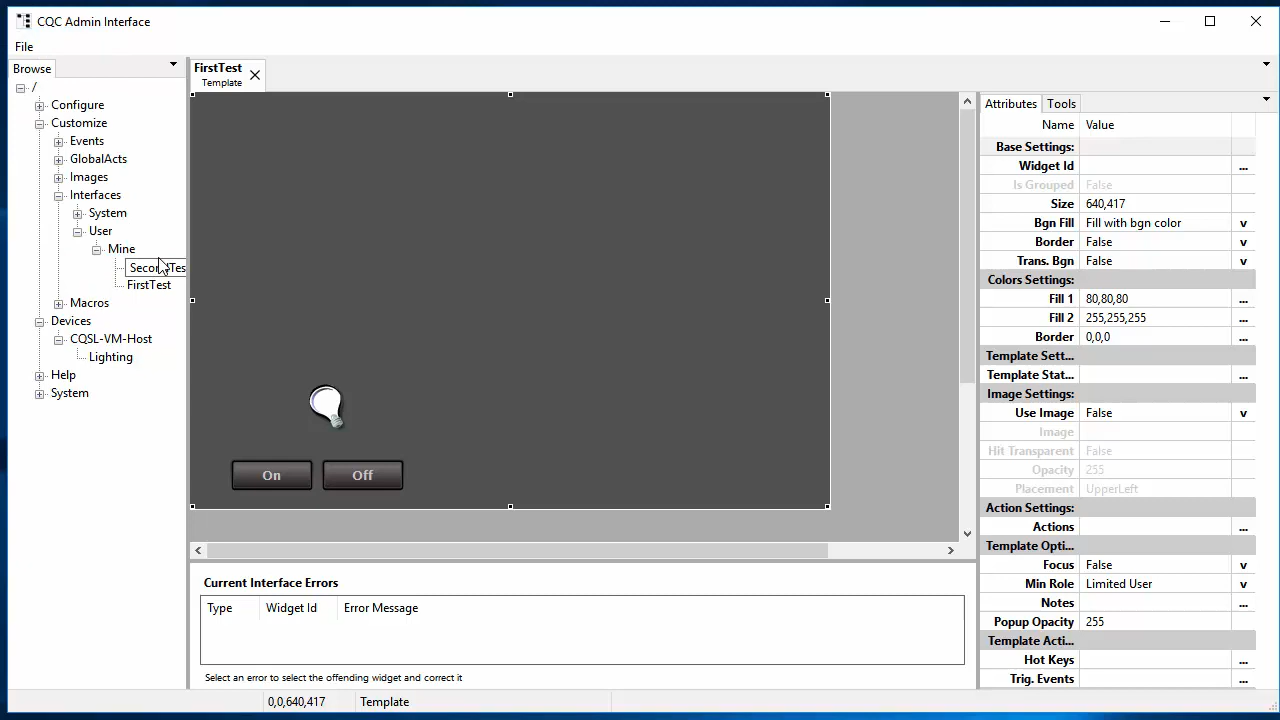 CQC Admin Interface
File
Browse
/
Configure
Customize
Events
GlobalActs
Images
Interfaces
System
User
Mine
FirstTest
Macros
Devices
CQSL-VM-Host
Lighting
Help
System
FirstTest
Template
On
Off
Current Interface Errors
Type Widget Id Error Message
Select an error to select the offending widget and correct it
0,0,640,417 Template
Attributes Tools
Name Value
Base Settings:
Widget Id ...
Is Grouped False
Size 640,417
Bgn Fill Fill with bgn color v
Border False v
Trans. Bgn False v
Colors Settings:
Fill 1 80,80,80 ...
Fill 2 255,255,255 ...
Border 0,0,0 ...
Template Sett...
Template Stat... ...
Image Settings:
Use Image False v
Image
Hit Transparent False
Opacity 255
Placement UpperLeft
Action Settings:
Actions ...
Template Opti...
Focus False v
Min Role Limited User v
Notes ...
Popup Opacity 255
Template Acti...
Hot Keys ...
Trig. Events ...